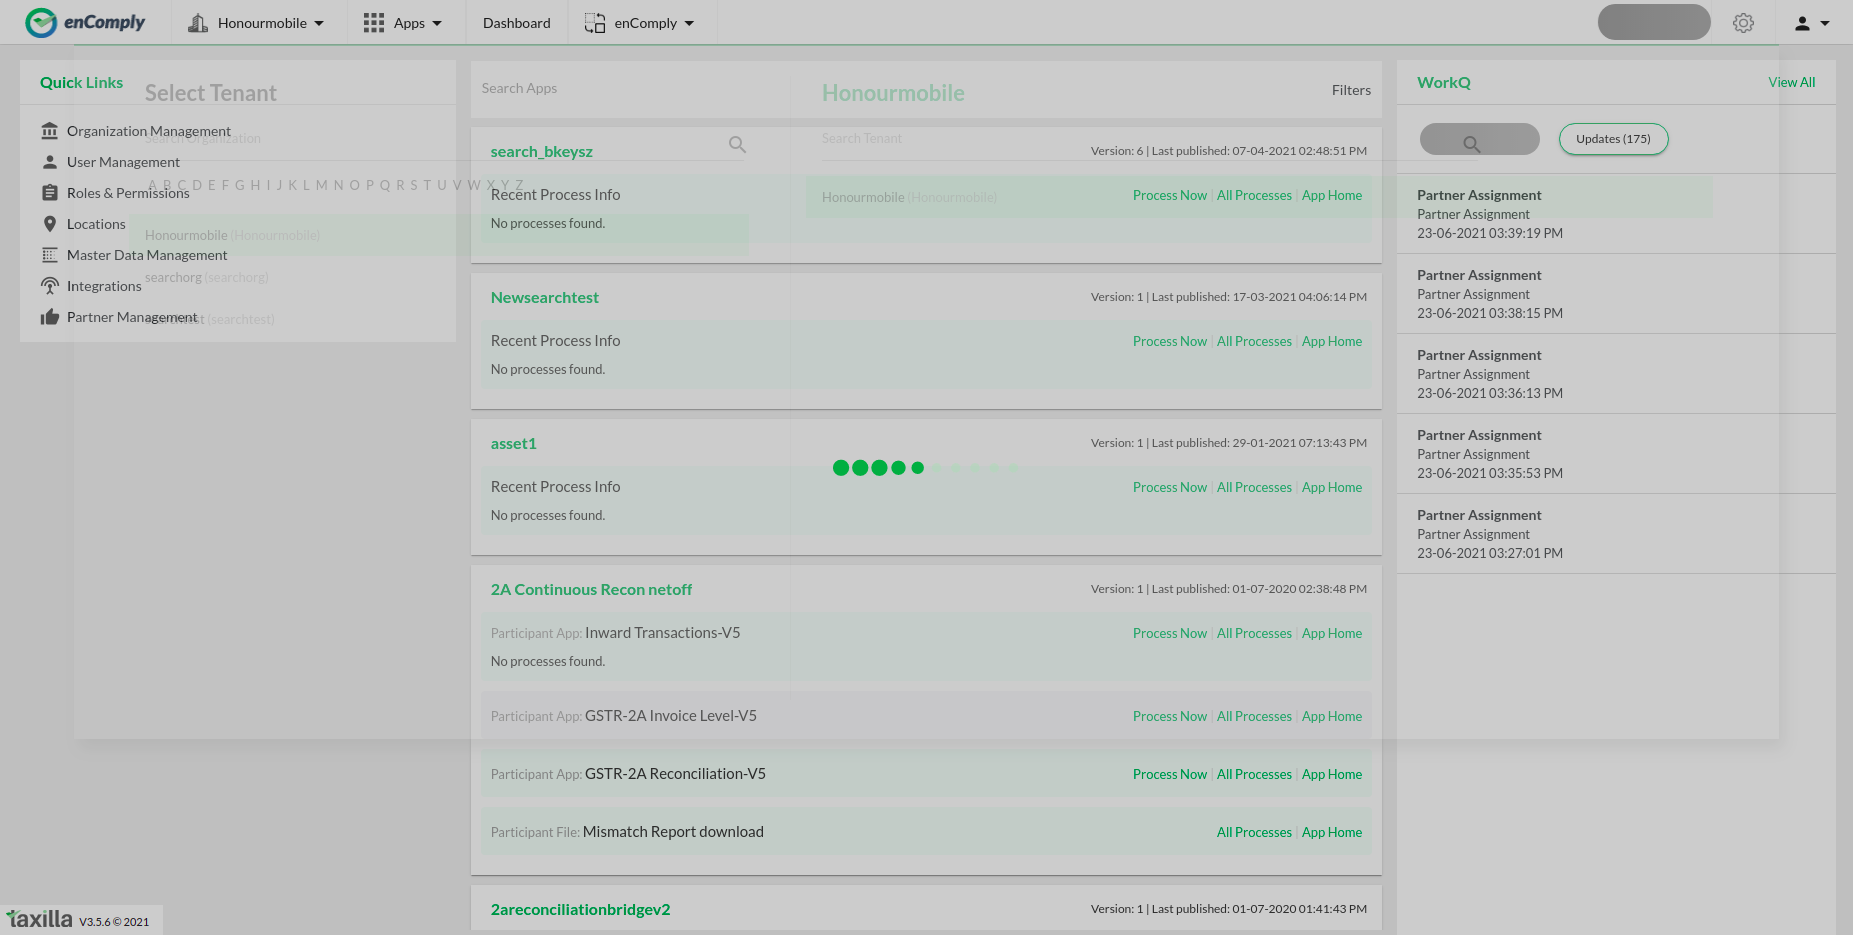 enComply
Honourmobile
Apps
Dashboard
enComply
Quick Links
Organization Management
User Management
Roles & Permissions
Locations
Master Data Management
Integrations
Partner Management
Select Tenant
Search Organization
A B C D E F G H I J K L M N O P Q R S T U V W X Y Z
Honourmobile (Honourmobile)
searchorg (searchorg)
searchtest (searchtest)
Honourmobile
Search Tenant
Honourmobile (Honourmobile)
Search Apps
Filters
search_bkeysz
Version: 6 | Last published: 07-04-2021 02:48:51 PM
Recent Process Info
Process Now | All Processes | App Home
No processes found.
Newsearchtest
Version: 1 | Last published: 17-03-2021 04:06:14 PM
Recent Process Info
Process Now | All Processes | App Home
No processes found.
asset1
Version: 1 | Last published: 29-01-2021 07:13:43 PM
Recent Process Info
Process Now | All Processes | App Home
No processes found.
2A Continuous Recon netoff
Version: 1 | Last published: 01-07-2020 02:38:48 PM
Participant App: Inward Transactions-V5
Process Now | All Processes | App Home
No processes found.
Participant App: GSTR-2A Invoice Level-V5
Process Now | All Processes | App Home
Participant App: GSTR-2A Reconciliation-V5
Process Now | All Processes | App Home
Participant File: Mismatch Report download
All Processes | App Home
2areconciliationbridgev2
Version: 1 | Last published: 01-07-2020 01:41:43 PM
WorkQ
View All
Updates (175)
Partner Assignment
Partner Assignment
23-06-2021 03:39:19 PM
Partner Assignment
Partner Assignment
23-06-2021 03:38:15 PM
Partner Assignment
Partner Assignment
23-06-2021 03:36:13 PM
Partner Assignment
Partner Assignment
23-06-2021 03:35:53 PM
Partner Assignment
Partner Assignment
23-06-2021 03:27:01 PM
taxilla V3.5.6 © 2021